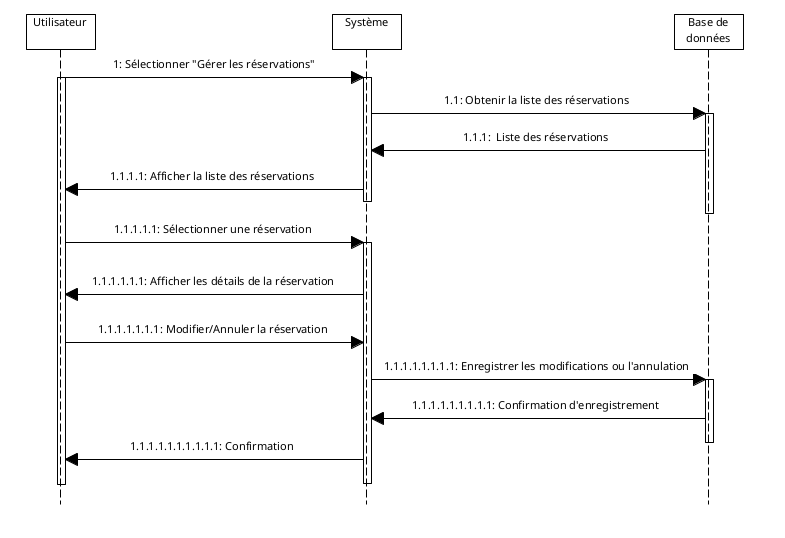 Utilisateur
Système
Base de
données
1: Sélectionner "Gérer les réservations"
1.1: Obtenir la liste des réservations
1.1.1:  Liste des réservations
1.1.1.1: Afficher la liste des réservations
1.1.1.1.1: Sélectionner une réservation
1.1.1.1.1.1: Afficher les détails de la réservation
1.1.1.1.1.1.1: Modifier/Annuler la réservation
1.1.1.1.1.1.1.1: Enregistrer les modifications ou l'annulation
1.1.1.1.1.1.1.1.1: Confirmation d'enregistrement
1.1.1.1.1.1.1.1.1.1: Confirmation